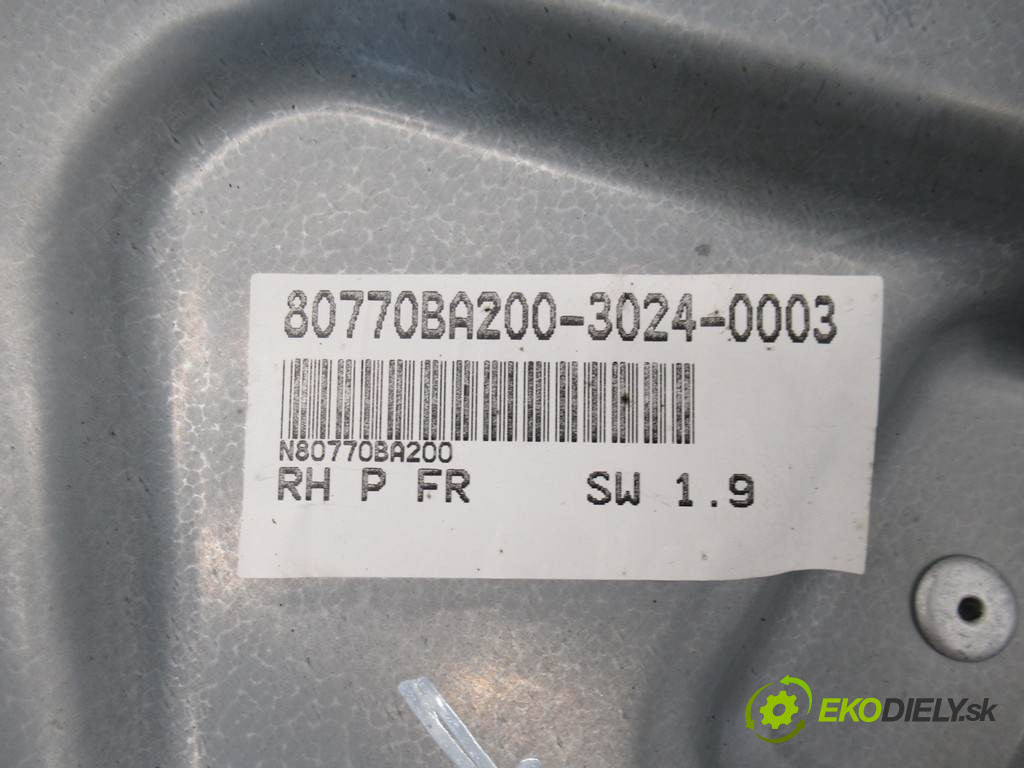 80770BA200-3024-0003
N80770BA200
RH P FR SW 1.9
EKODIELY.sk